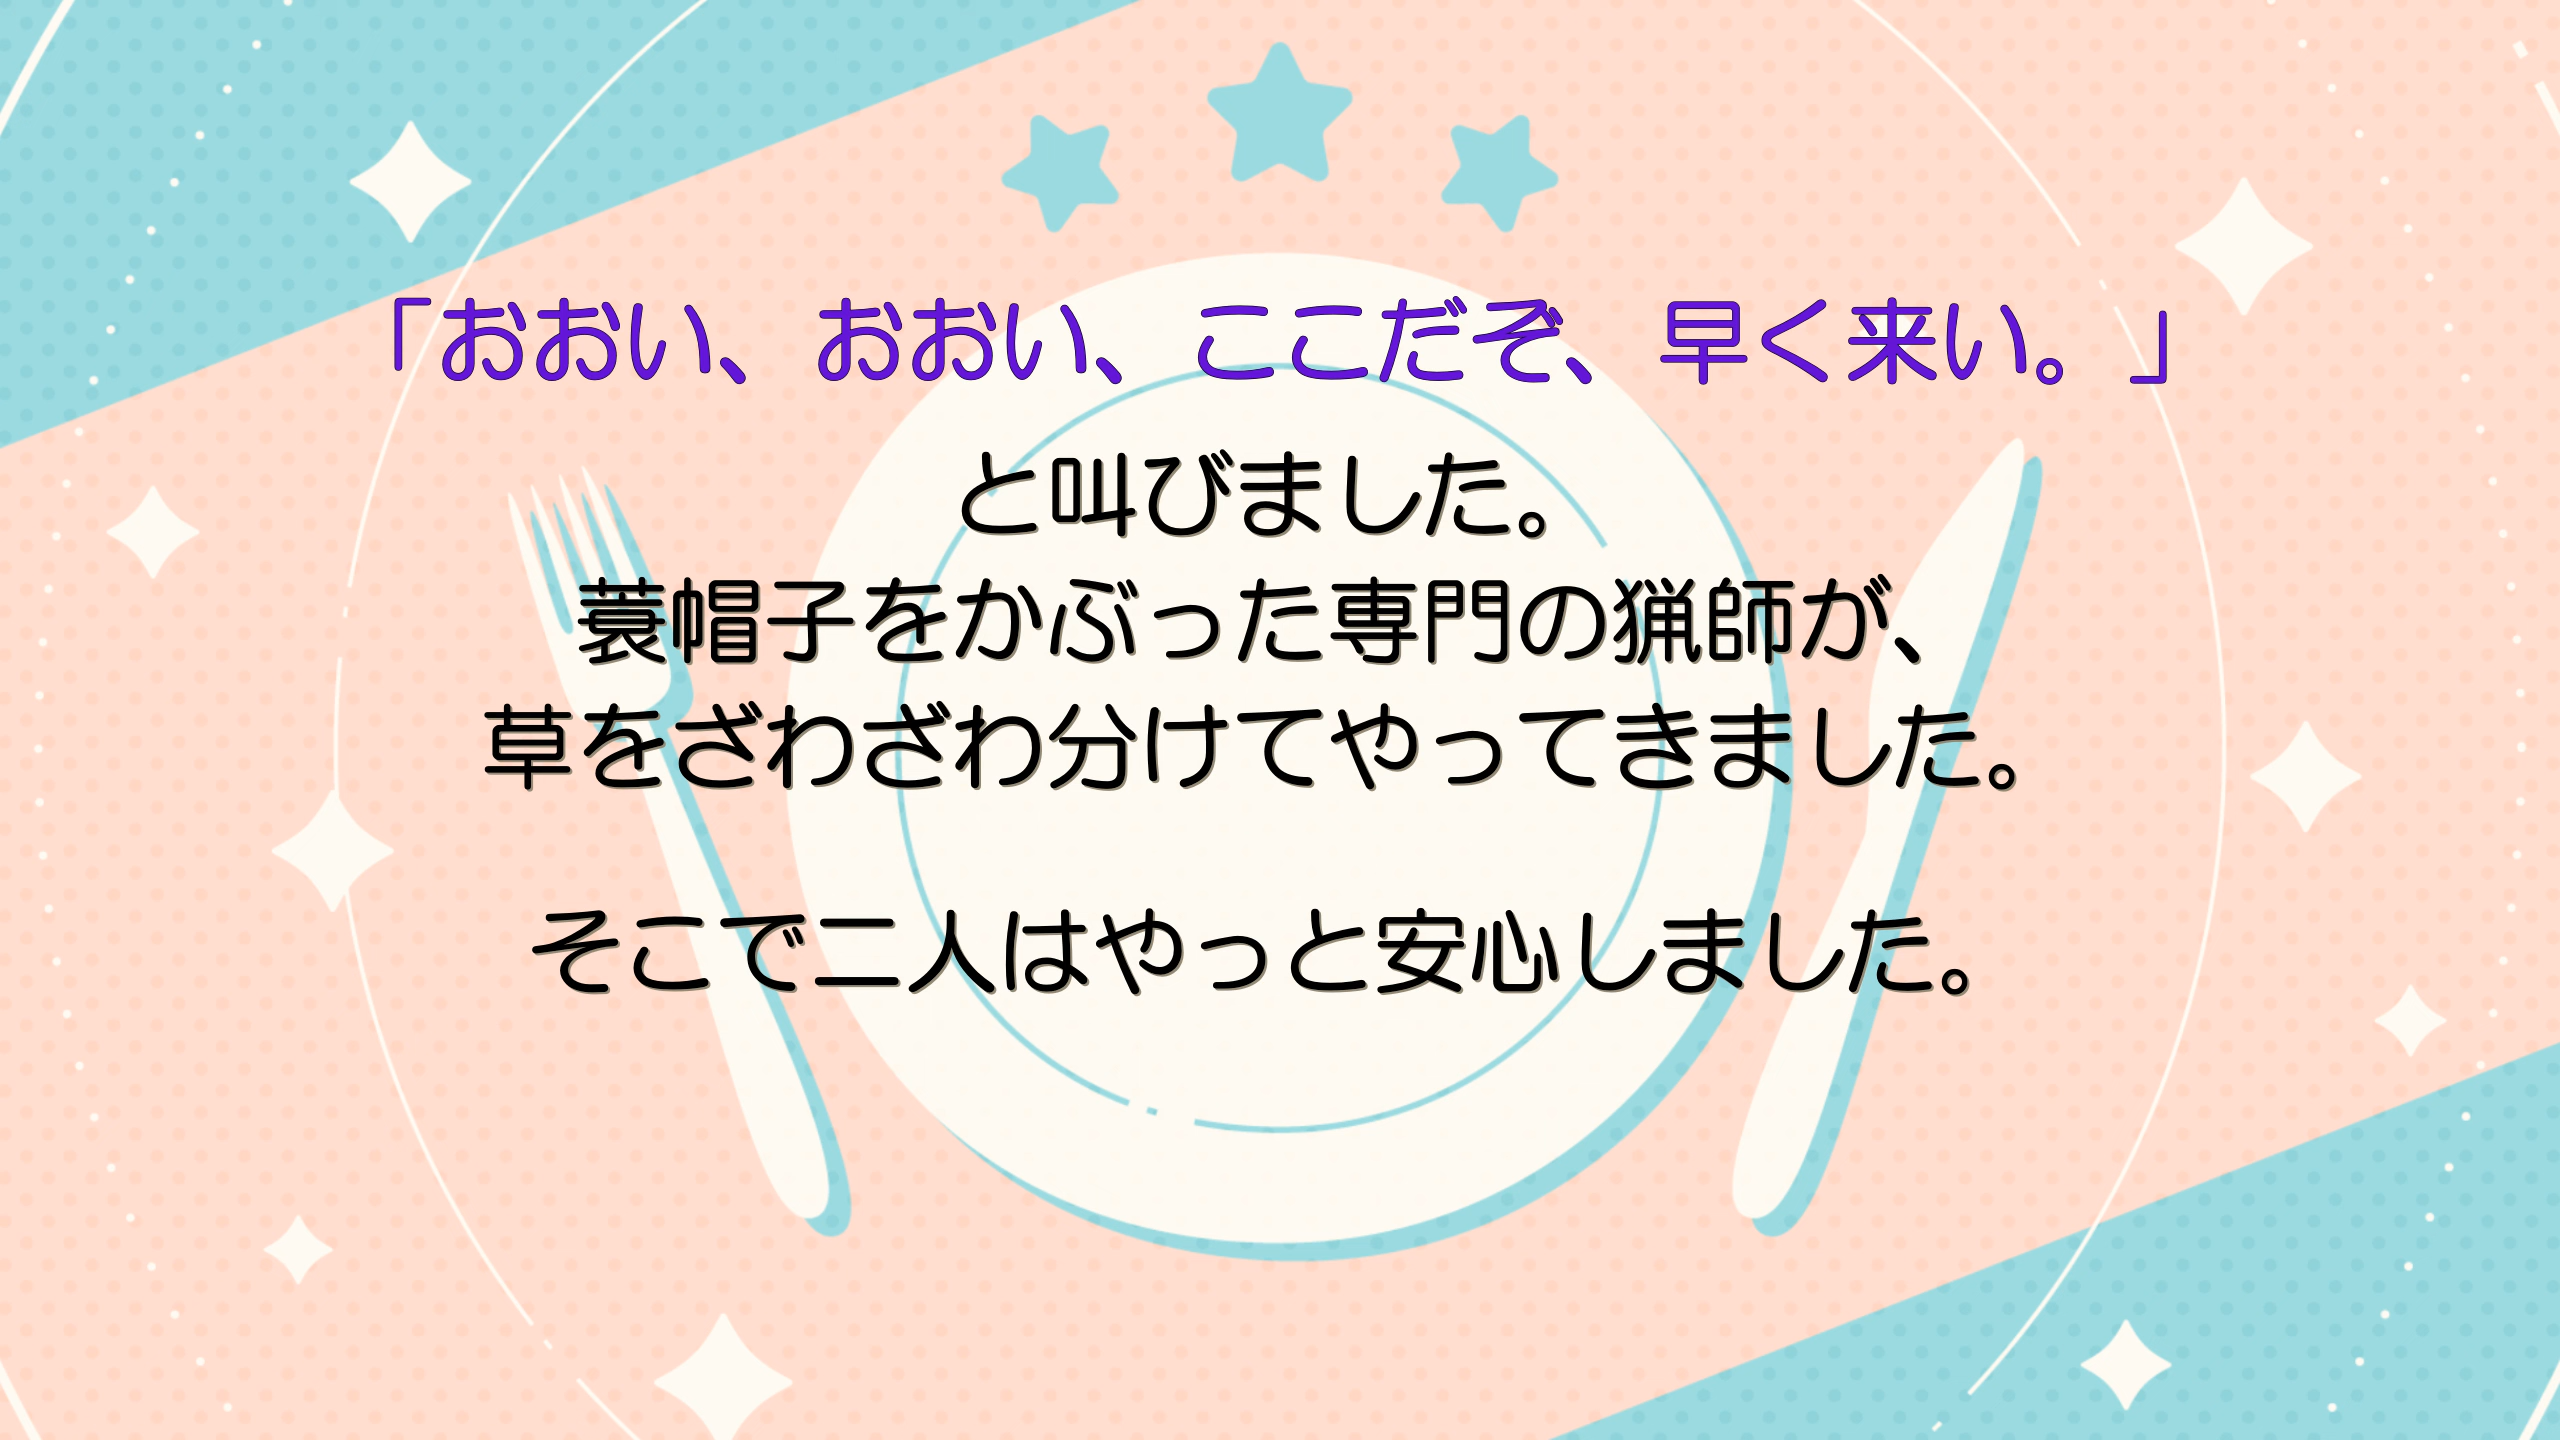 「おおい、おおい、ここだぞ、早く来い。」
と叫びました。
蓑帽子をかぶった専門の猟師が、
草をざわざわ分けてやってきました。
そこで二人はやっと安心しました。